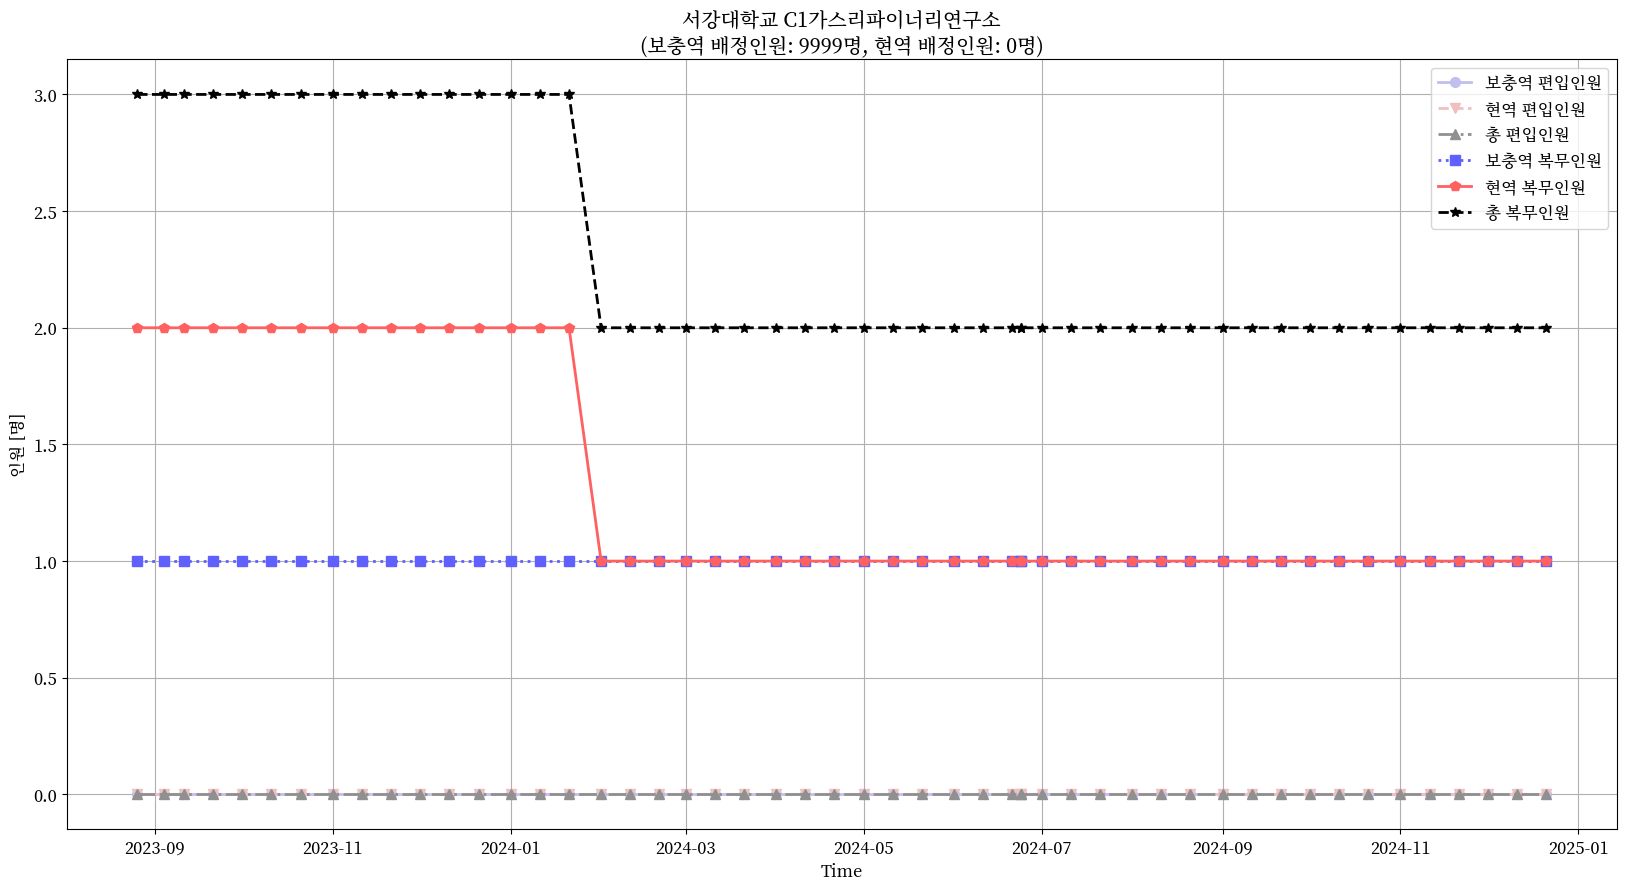 서강대학교 C1가스리파이너리연구소
(보충역 배정인원: 9999명, 현역 배정인원: 0명)
보충역 편입인원
현역 편입인원
총 편입인원
보충역 복무인원
현역 복무인원
총 복무인원
인원 [명]
3.0
2.5
2.0
1.5
1.0
0.5
0.0
2023-09
2023-11
2024-01
2024-03
2024-05
2024-07
2024-09
2024-11
2025-01
Time